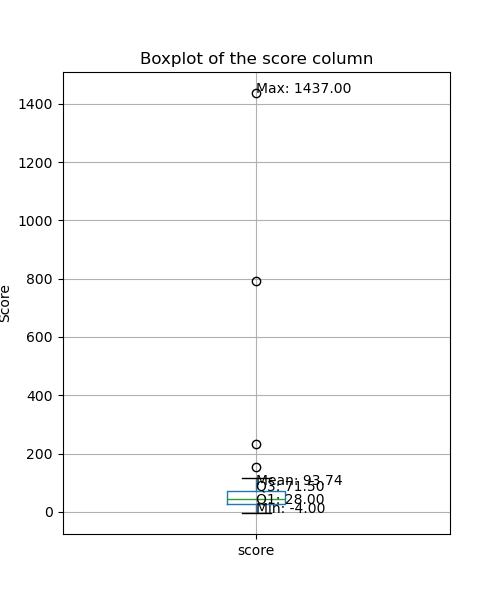 Boxplot of the score column
Max: 1437.00
1400
1200
1000
800
600
400
200
0
Score
Mean: 93.74
Q3: 71.50
Q1: 28.00
Min: -4.00
score